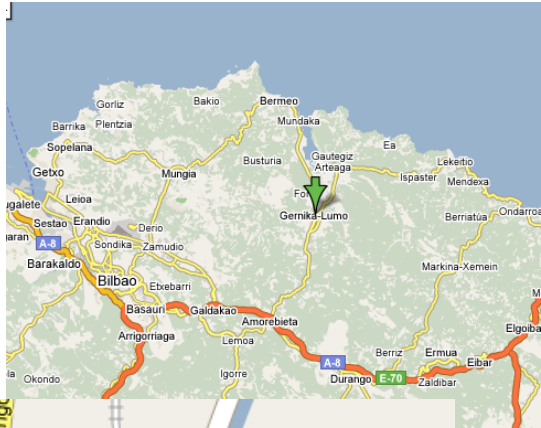 Gorliz
Bakio
Bermeo
Barrika
Plentzia
Mundaka
Sopelana
Busturia
Gautegiz
Arteaga
Ea
Lekeitio
Getxo
Mungia
Ispaster
Mendexa
Leioa
Gernika-Lumo
Berriatúa
Ondarroa
Sestao
Erandio
Derio
A-8
Sondika
Zamudio
Barakaldo
Bilbao
Etxebarri
Markina-Xemein
Basauri
Galdakao
Amorebieta
Arrigorriaga
Lemoa
Berriz
Ermua
Eibar
A-8
Okondo
Igorre
Durango
E-70
Zaldibar